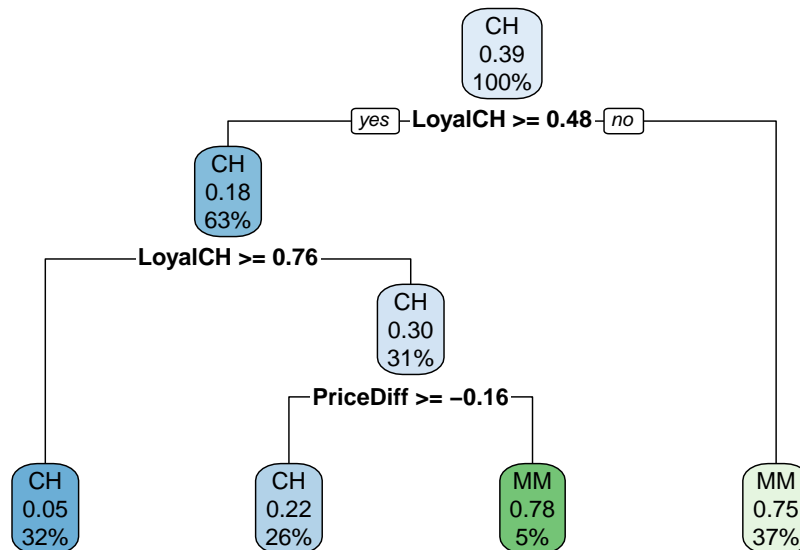 CH
0.39
100%
yes LoyalCH >= 0.48 no
CH
0.18
63%
LoyalCH >= 0.76
CH
0.30
31%
PriceDiff >= −0.16
CH
0.05
32%
CH
0.22
26%
MM
0.78
5%
MM
0.75
37%